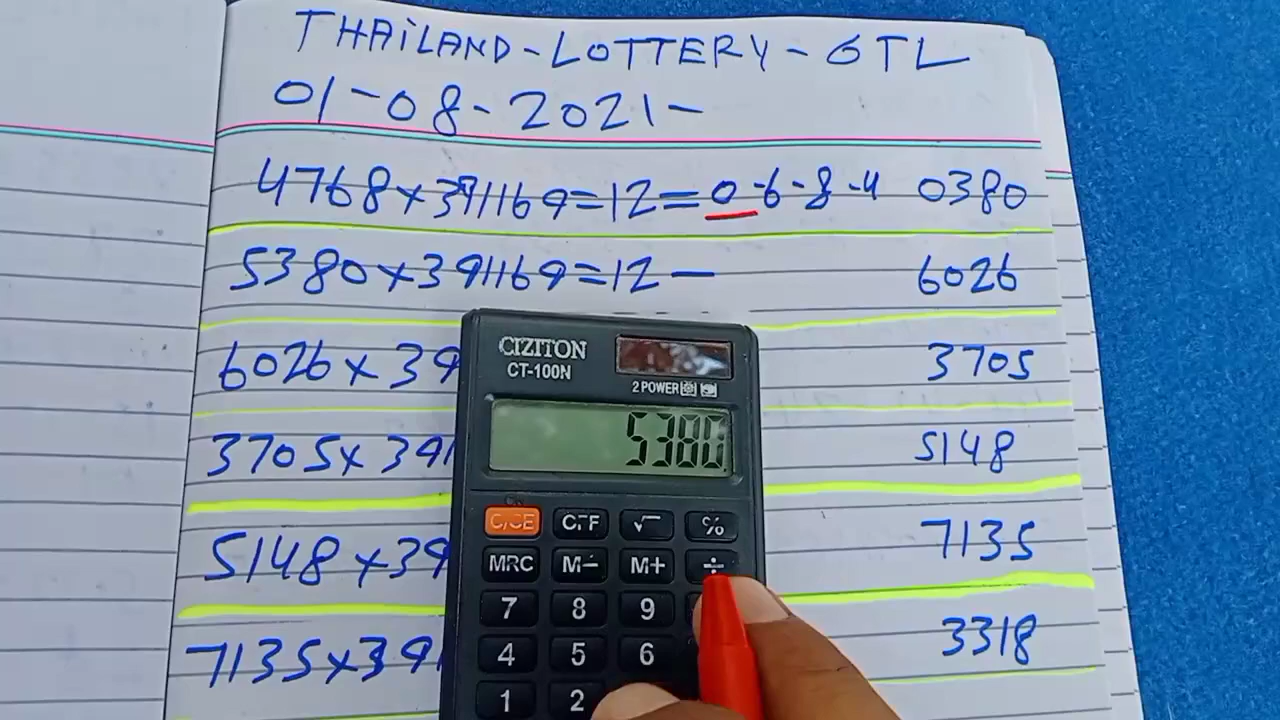 THAiLAND-LOTTERY-GTL
01-08-2021-
4768×391169=12=0-6-8-4 0380
5380×391169=12— 6026
6026×39 3705
3705×391 5148
5148×39 7135
7135×391 3318
CIZITON
CT-100N
2 POWER
5380
C/CE CTF √ %
MRC M- M+ ÷
7 8 9
4 5 6
1 2